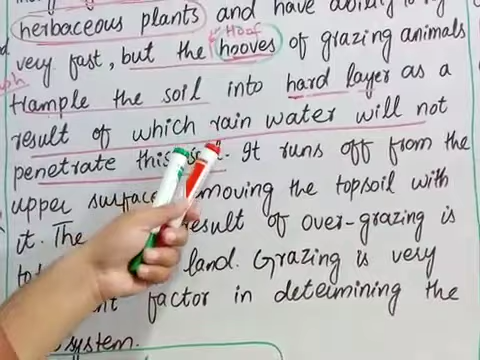 herbaceous plants and have ability to
Hoof
very fast, but the hooves of grazing animals
trample the soil into hard layer as a
result of which rain water will not
penetrate this. It runs off from the
upper surface removing the topsoil with
it. The result of over-grazing is
land. Grazing is very
factor in determining the
system.